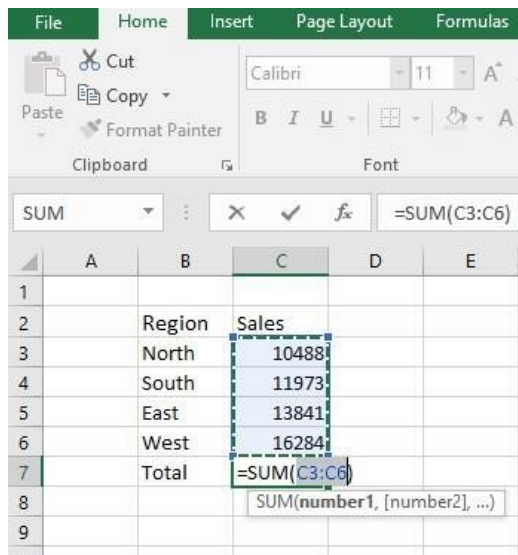 File Home Insert Page Layout Formulas
Cut
Copy
Format Painter
Paste
Clipboard
Calibri 11 A
B I U A
Font
SUM fx =SUM(C3:C6)
A B C D E
1
2 Region Sales
3 North 10488
4 South 11973
5 East 13841
6 West 16284
7 Total =SUM(C3:C6)
8 SUM(number1, [number2], ...)
9